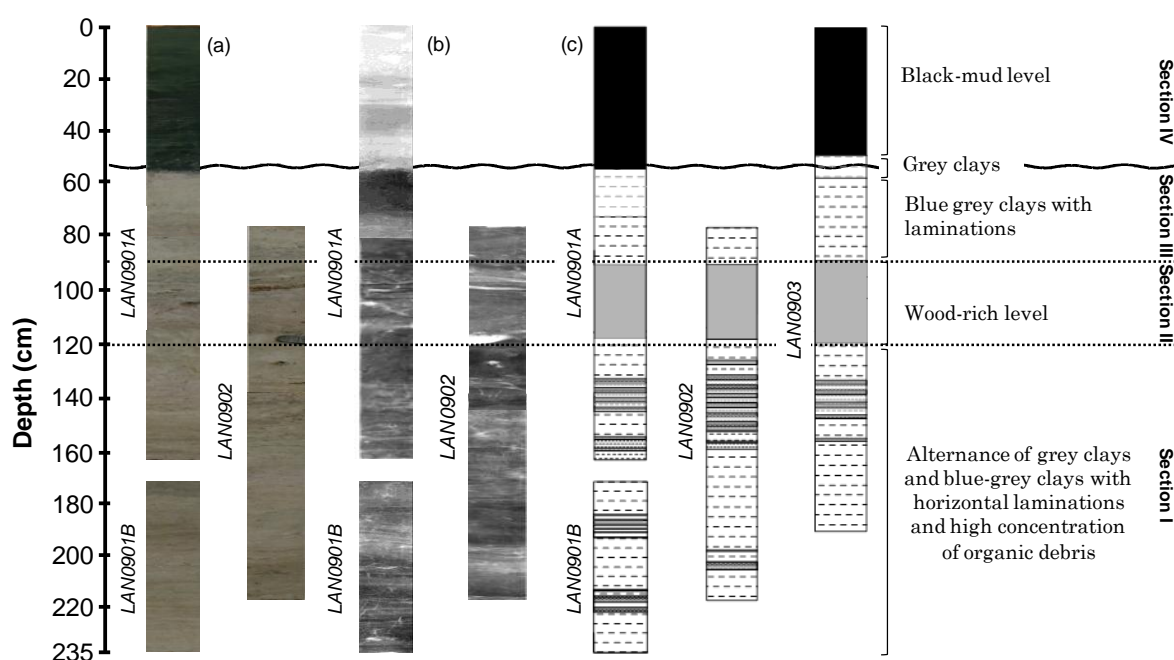 0
20
40
60
80
100
120
140
160
180
200
220
235
Depth (cm)
(a)
(b)
(c)
LAN0901A
LAN0902
LAN0901B
LAN0901A
LAN0902
LAN0901B
LAN0901A
LAN0902
LAN0901B
LAN0903
Black-mud level
Grey clays
Blue grey clays with
laminations
Wood-rich level
Alternance of grey clays
and blue-grey clays with
horizontal laminations
and high concentration
of organic debris
Section IV
Section III
Section II
Section I